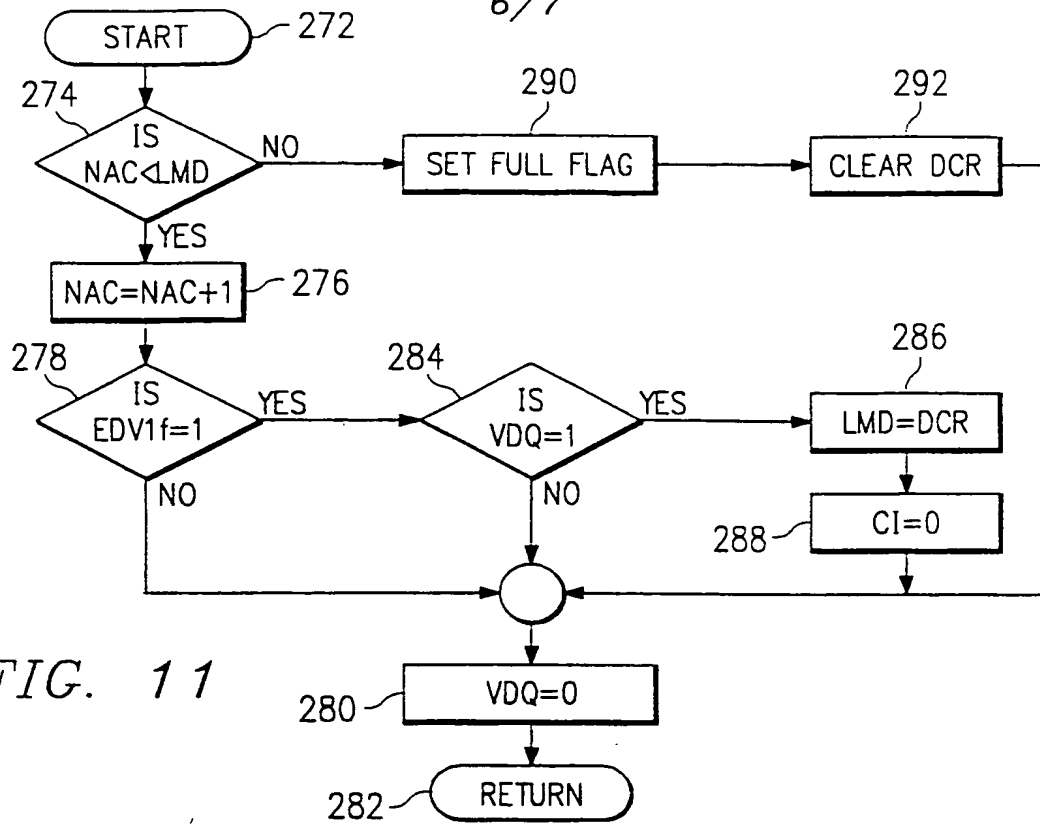 6/7
START
272
274
IS
NAC<LMD
NO
290
SET FULL FLAG
292
CLEAR DCR
YES
NAC=NAC+1
276
278
IS
EDV1f=1
YES
NO
284
IS
VDQ=1
YES
NO
286
LMD=DCR
288
CI=0
280
VDQ=0
282
RETURN
FIG. 11